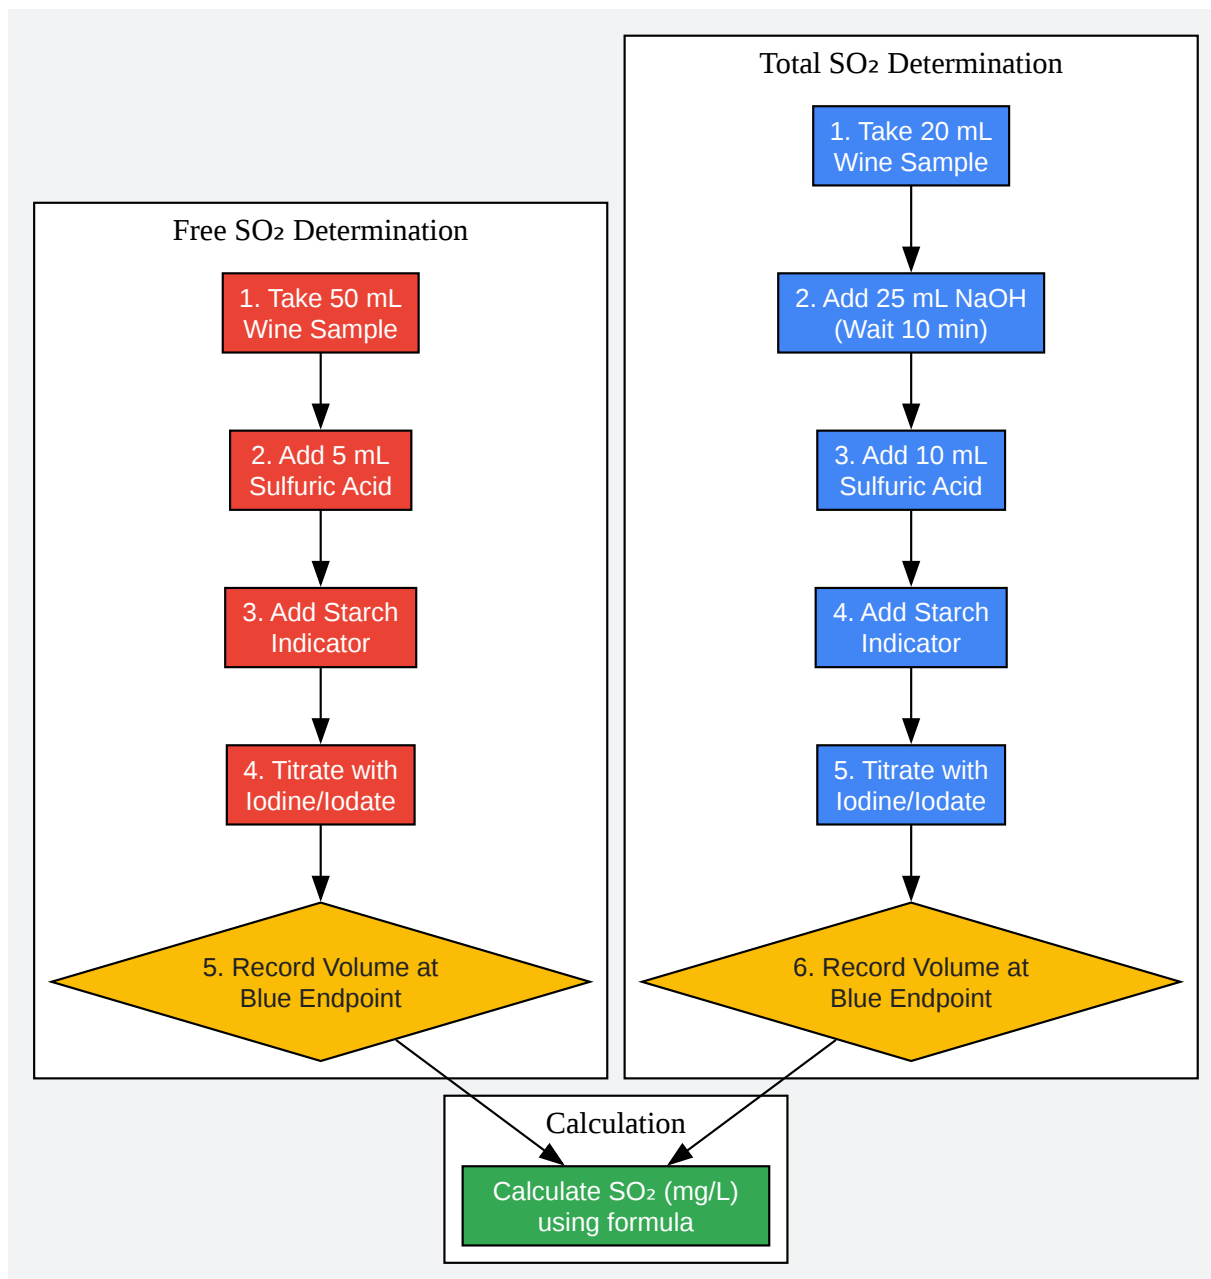 Free SO₂ Determination
1. Take 50 mL
Wine Sample
2. Add 5 mL
Sulfuric Acid
3. Add Starch
Indicator
4. Titrate with
Iodine/Iodate
5. Record Volume at
Blue Endpoint
Total SO₂ Determination
1. Take 20 mL
Wine Sample
2. Add 25 mL NaOH
(Wait 10 min)
3. Add 10 mL
Sulfuric Acid
4. Add Starch
Indicator
5. Titrate with
Iodine/Iodate
6. Record Volume at
Blue Endpoint
Calculation
Calculate SO₂ (mg/L)
using formula